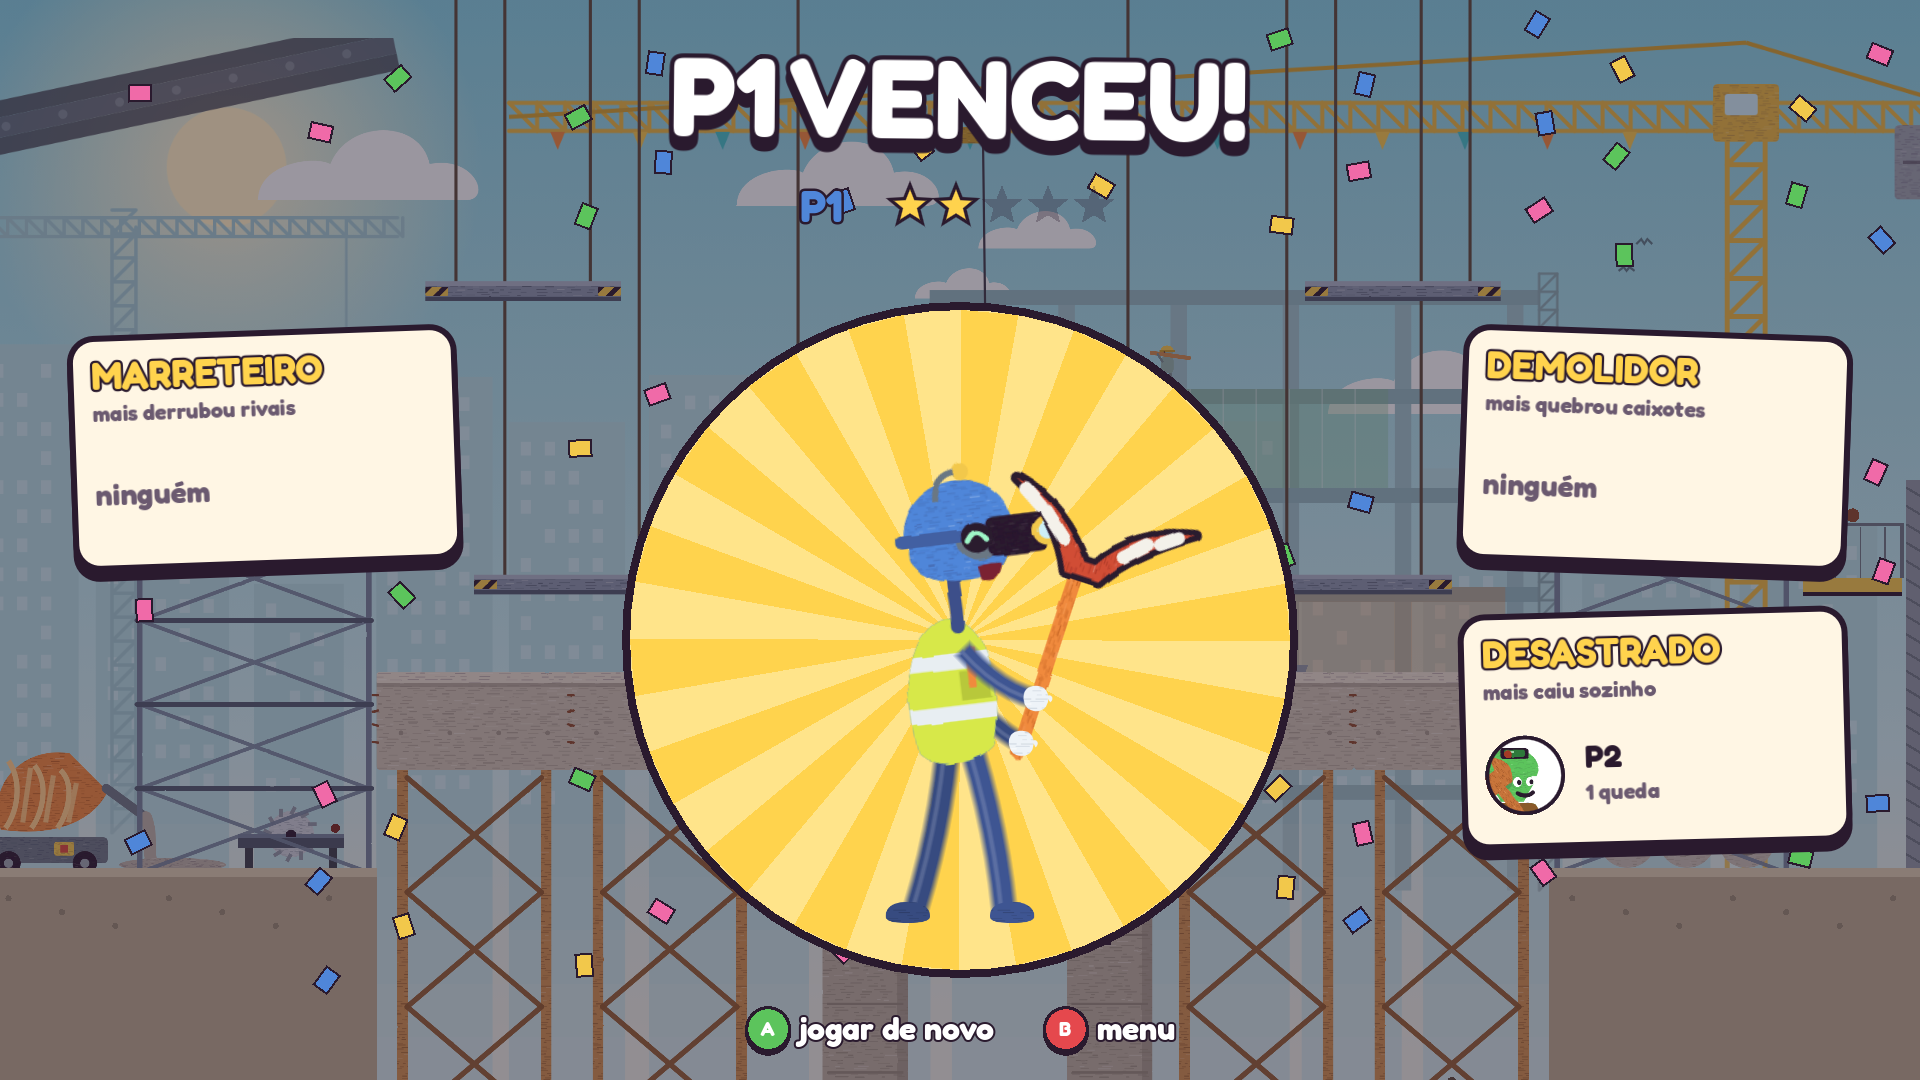 P1 VENCEU!
P1
MARRETEIRO
mais derrubou rivais
ninguém
DEMOLIDOR
mais quebrou caixotes
ninguém
DESASTRADO
mais caiu sozinho
P2
1 queda
A jogar de novo
B menu